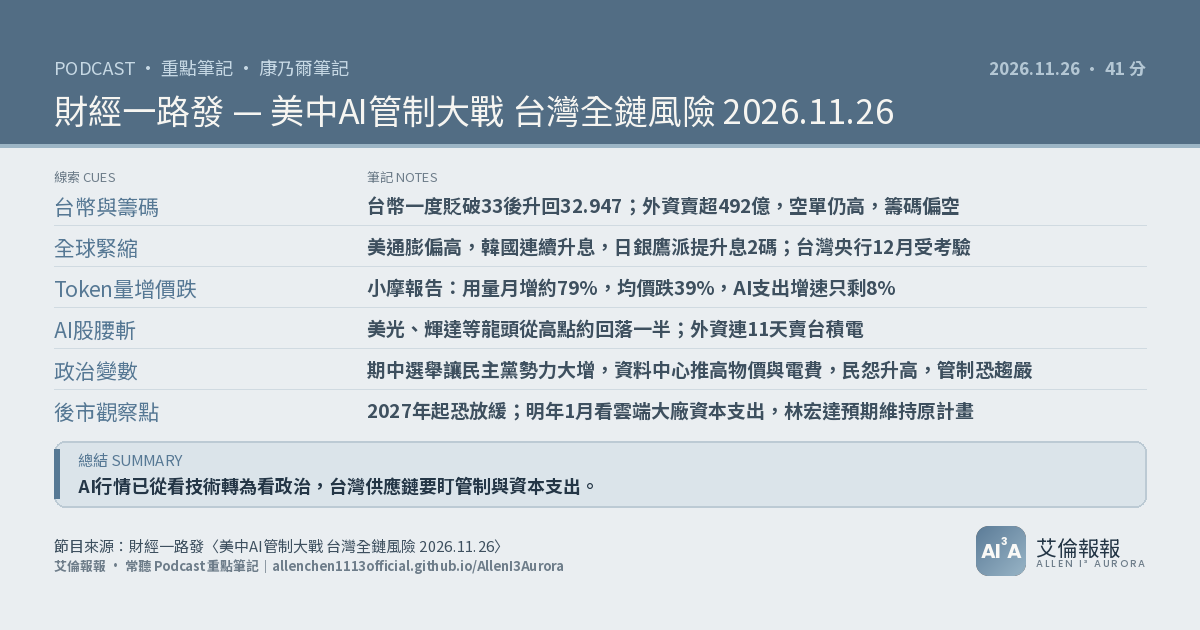 PODCAST • 重點筆記 • 康乃爾筆記
2026.11.26 • 41 分
財經一路發 — 美中AI管制大戰 台灣全鏈風險 2026.11.26
線索 CUES
筆記 NOTES
台幣與籌碼
台幣一度貶破33後升回32.947；外資賣超492億，空單仍高，籌碼偏空
全球緊縮
美通膨偏高，韓國連續升息，日銀鷹派提升息2碼；台灣央行12月受考驗
Token量增價跌
小摩報告：用量月增約79%，均價跌39%，AI支出增速只剩8%
AI股腰斬
美光、輝達等龍頭從高點約回落一半；外資連11天賣台積電
政治變數
期中選舉讓民主黨勢力大增，資料中心推高物價與電費，民怨升高，管制恐趨嚴
後市觀察點
2027年起恐放緩；明年1月看雲端大廠資本支出，林宏達預期維持原計畫
總結 SUMMARY
AI行情已從看技術轉為看政治，台灣供應鏈要盯管制與資本支出。
節目來源：財經一路發〈美中AI管制大戰 台灣全鏈風險 2026.11.26〉
艾倫報報 • 常聽 Podcast 重點筆記｜allenchen1113official.github.io/AllenI3Aurora
AI³A
艾倫報報
ALLEN I³ AURORA